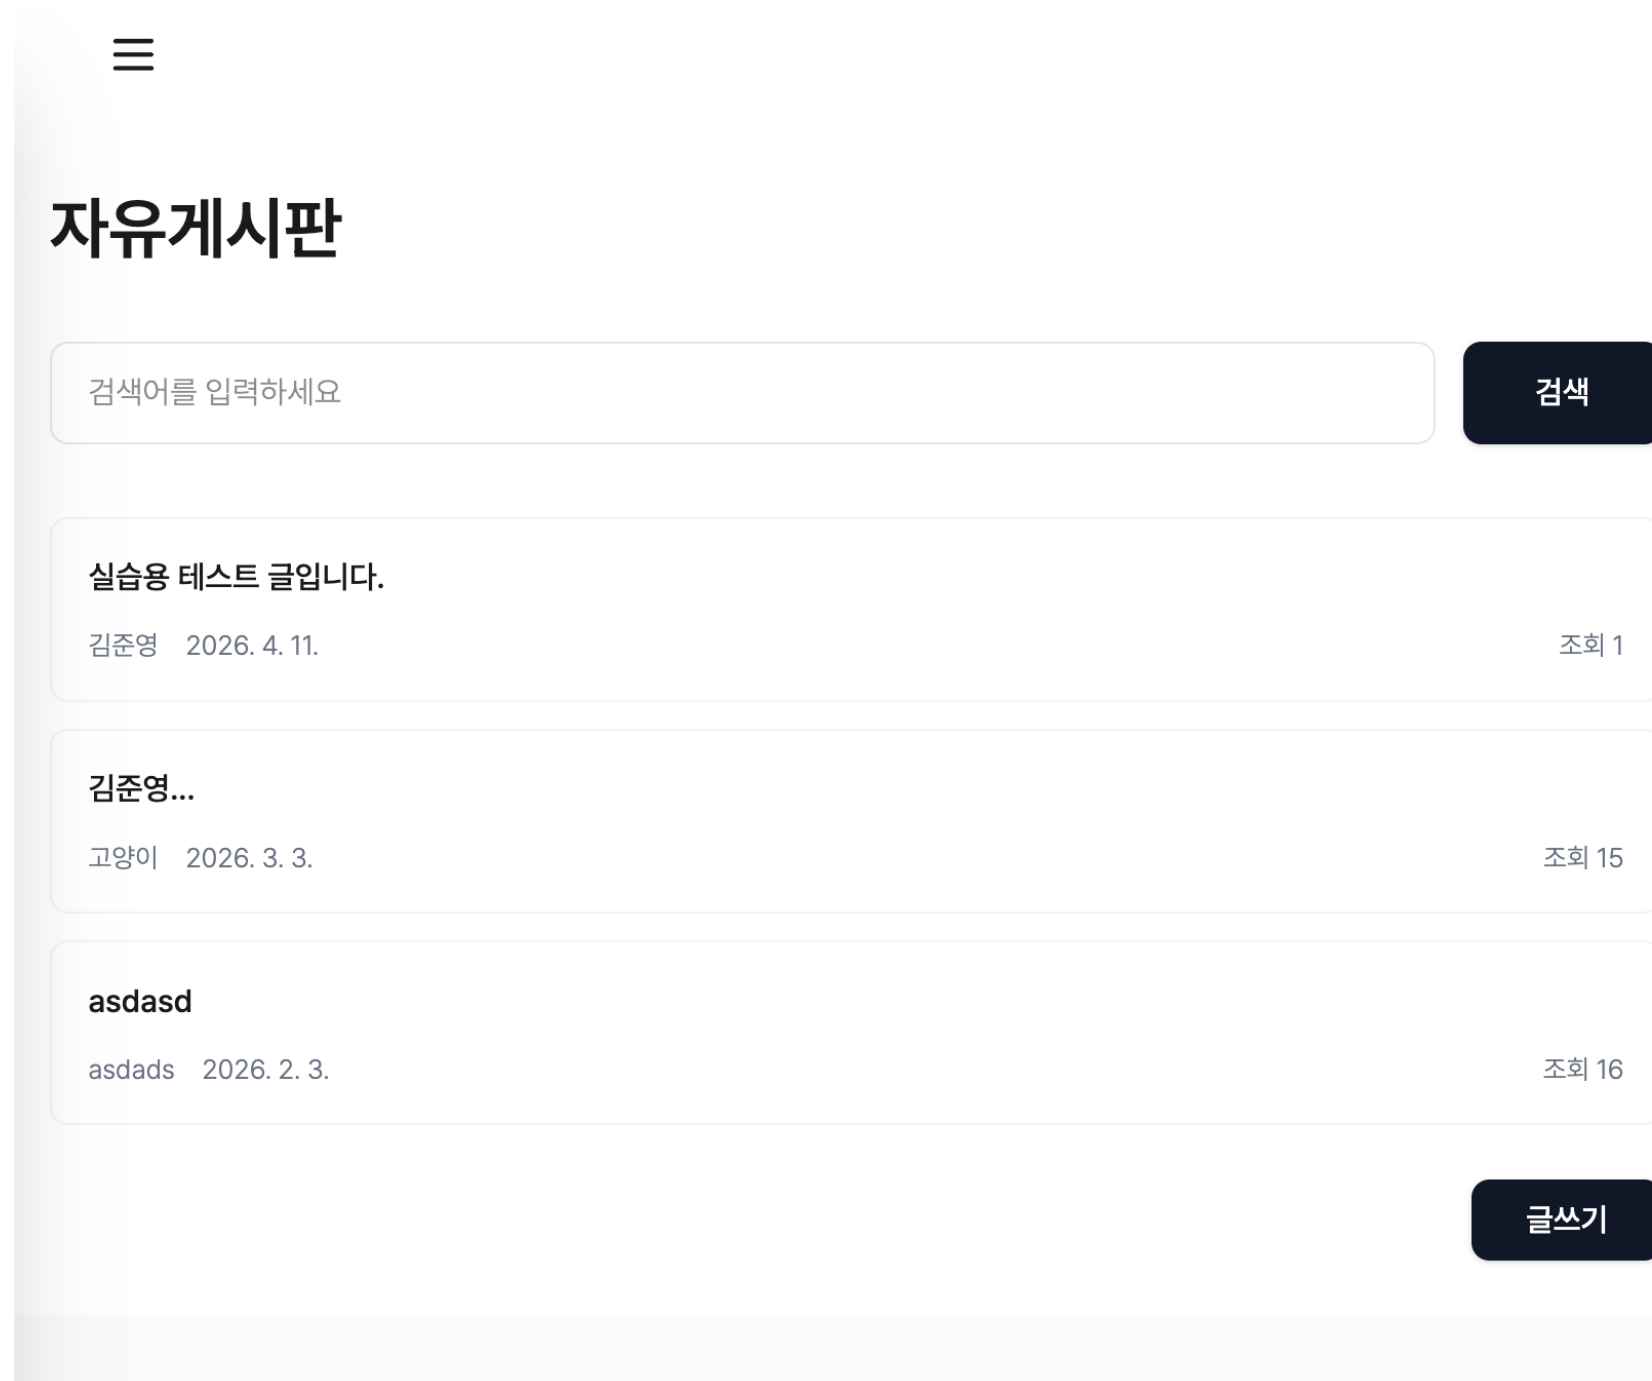 자유게시판
검색어를 입력하세요
검색
실습용 테스트 글입니다.
김준영 2026. 4. 11. 조회 1
김준영...
고양이 2026. 3. 3. 조회 15
asdasd
asdads 2026. 2. 3. 조회 16
글쓰기